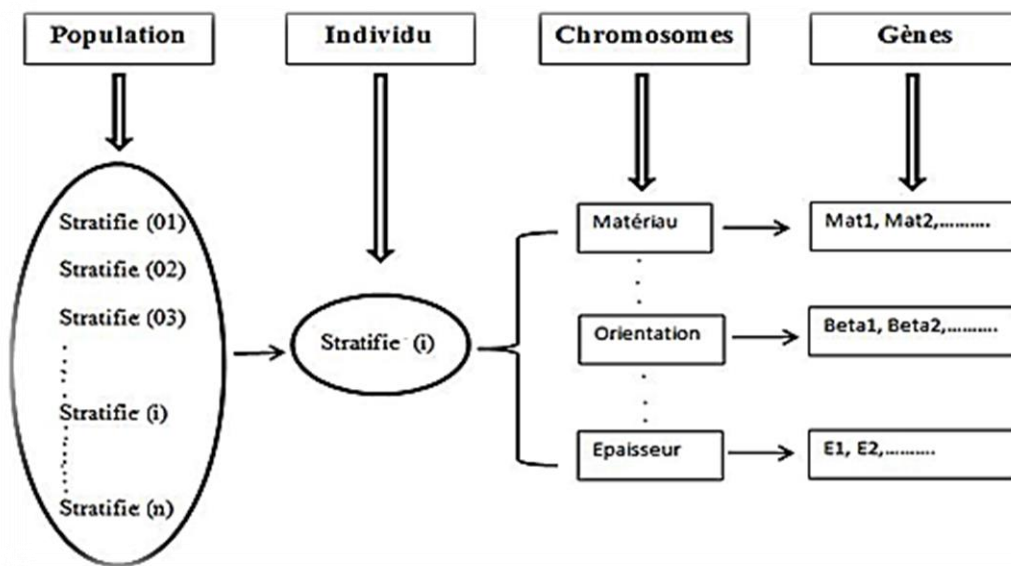 Population
Individu
Chromosomes
Gènes
Stratifie (01)
Stratifie (02)
Stratifie (03)
Stratifie (i)
Stratifie (n)
Stratifie (i)
Matériau
Orientation
Epaisseur
Mat1, Mat2,..........
Beta1, Beta2,..........
E1, E2,..........